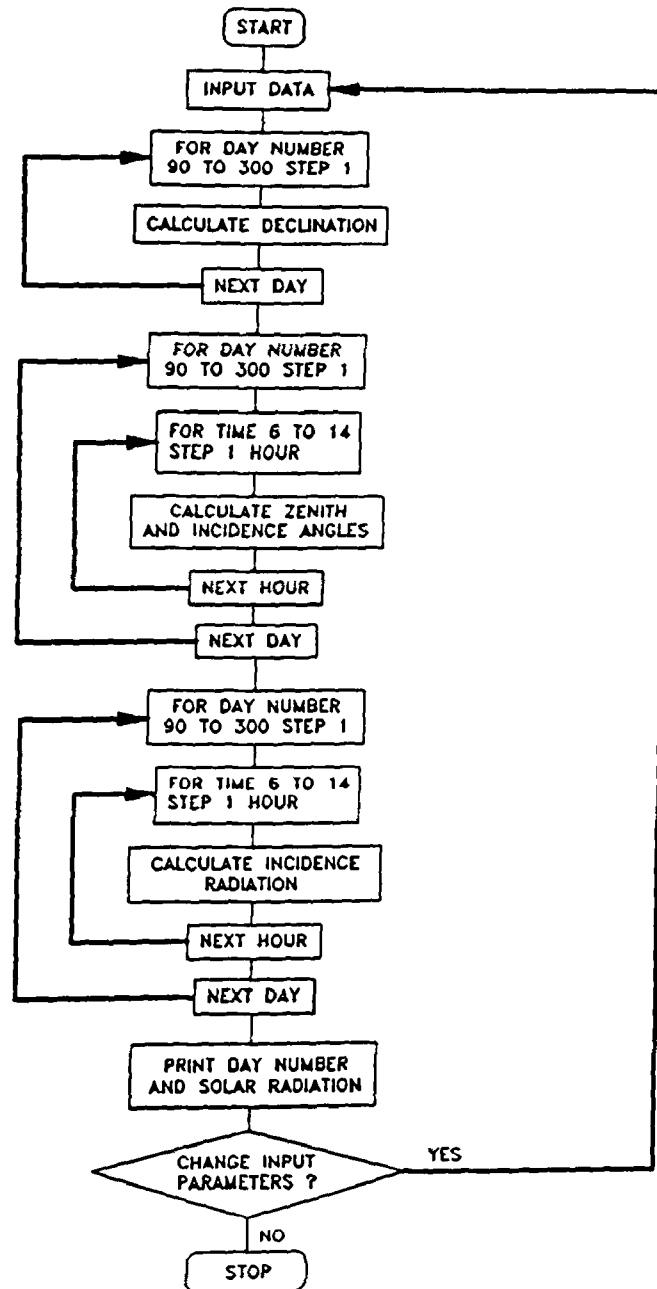 START
INPUT DATA
FOR DAY NUMBER
90 TO 300 STEP 1
CALCULATE DECLINATION
NEXT DAY
FOR DAY NUMBER
90 TO 300 STEP 1
FOR TIME 6 TO 14
STEP 1 HOUR
CALCULATE ZENITH
AND INCIDENCE ANGLES
NEXT HOUR
NEXT DAY
FOR DAY NUMBER
90 TO 300 STEP 1
FOR TIME 6 TO 14
STEP 1 HOUR
CALCULATE INCIDENCE
RADIATION
NEXT HOUR
NEXT DAY
PRINT DAY NUMBER
AND SOLAR RADIATION
CHANGE INPUT
PARAMETERS ?
YES
NO
STOP